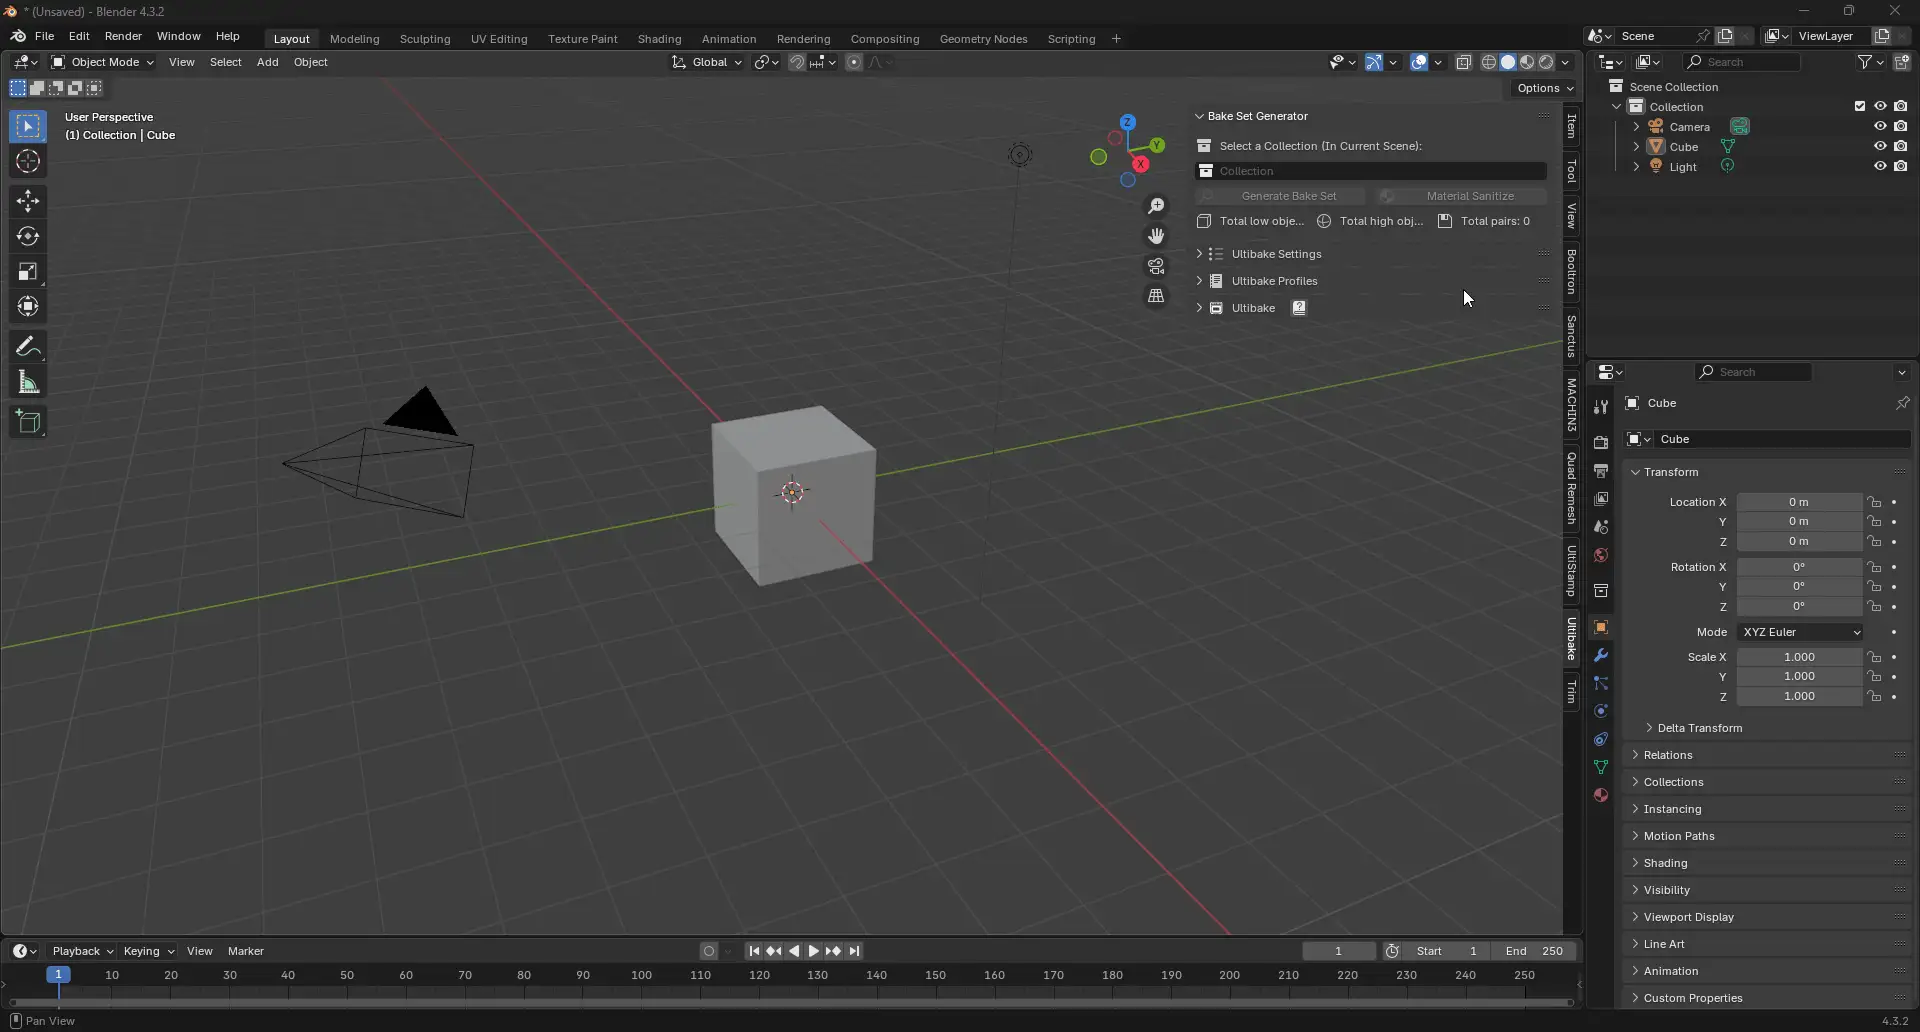 * (Unsaved) - Blender 4.3.2
File Edit Render Window Help Layout Modeling Sculpting UV Editing Texture Paint Shading Animation Rendering Compositing Geometry Nodes Scripting + Scene ViewLayer
Object Mode View Select Add Object Global Search
Options
User Perspective
(1) Collection | Cube
Z
Y
X
Bake Set Generator
Select a Collection (In Current Scene):
Collection
Generate Bake Set Material Sanitize
Total low obje... Total high obj... Total pairs: 0
Ultibake Settings
Ultibake Profiles
Ultibake
Item
Tool
View
Booltron
Sanctus
MACHIN3
Quad Remesh
UltiStamp
Ultibake
Trim
Scene Collection
Collection
Camera
Cube
Light
Search
Cube
Cube
Transform
Location X 0 m
Y 0 m
Z 0 m
Rotation X 0°
Y 0°
Z 0°
Mode XYZ Euler
Scale X 1.000
Y 1.000
Z 1.000
Delta Transform
Relations
Collections
Instancing
Motion Paths
Shading
Visibility
Viewport Display
Line Art
Animation
Custom Properties
Playback Keying View Marker 1 Start 1 End 250
1 10 20 30 40 50 60 70 80 90 100 110 120 130 140 150 160 170 180 190 200 210 220 230 240 250
Pan View 4.3.2